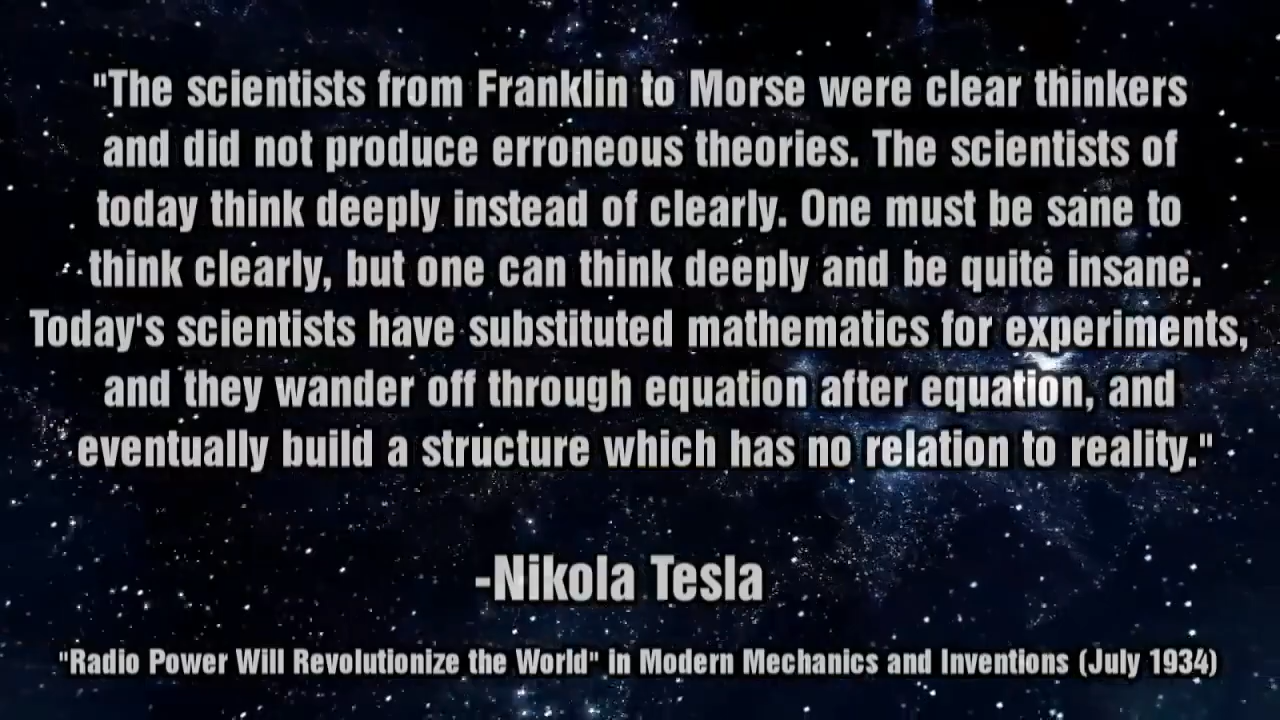 "The scientists from Franklin to Morse were clear thinkers
and did not produce erroneous theories. The scientists of
today think deeply instead of clearly. One must be sane to
think clearly, but one can think deeply and be quite insane.
Today's scientists have substituted mathematics for experiments,
and they wander off through equation after equation, and
eventually build a structure which has no relation to reality."
-Nikola Tesla
"Radio Power Will Revolutionize the World" in Modern Mechanics and Inventions (July 1934)